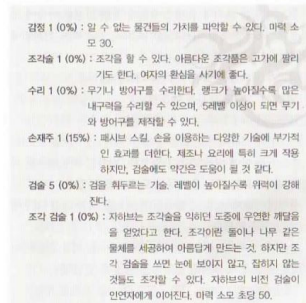 감정 1 (0%) : 알 수 없는 물건들의 가치를 파악할 수 있다. 마력 소
모 30.
조각술 1 (0%) : 조각을 할 수 있다. 아름다운 조각품은 고가에 팔리
기도 한다. 여자의 환심을 사기에 좋다.
수리 1 (0%) : 무기나 방어구를 수리한다. 랭크가 높아질수록 많은
내구력을 수리할 수 있으며, 5레벨 이상이 되면 무기
와 방어구를 제작할 수 있다.
손재주 1 (15%) : 패시브 스킬. 손을 이용하는 다양한 기술에 부가적
인 효과를 더한다. 제조나 요리에 특히 크게 작용
하지만, 검술에도 약간은 도움이 될 것 같다.
검술 5 (0%) : 검을 휘두르는 기술. 레벨이 높아질수록 위력이 강해
진다.
조각 검술 1 (0%) : 자하브는 조각술을 익히던 도중에 우연한 깨달음
을 얻었다고 한다. 조각이란 돌이나 나무 같은
물체를 세공하여 아름답게 만드는 것. 하지만 조
각 검술을 쓰면 눈에 보이지 않고, 잡히지 않는
것들도 조각할 수 있다. 자하브의 비전 검술이
인연자에게 이어진다. 마력 소모 초당 50.